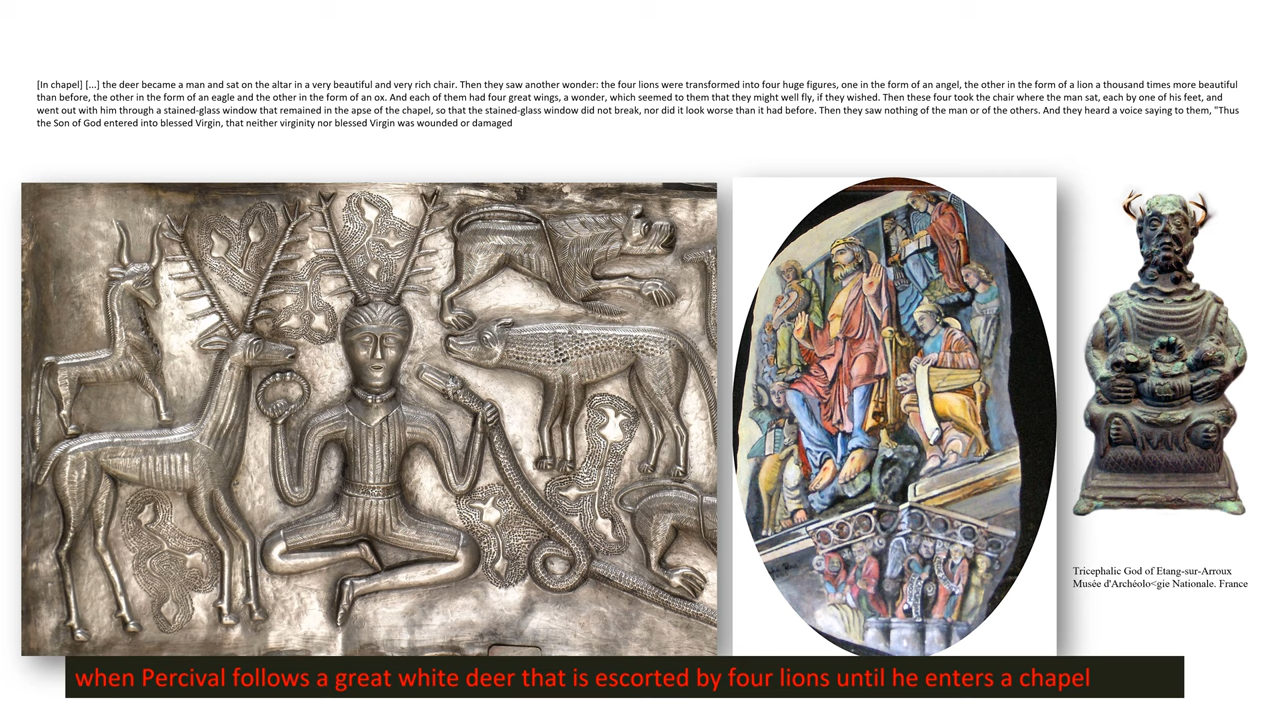 [In chapel] [...] the deer became a man and sat on the altar in a very beautiful and very rich chair. Then they saw another wonder: the four lions were transformed into four huge figures, one in the form of an angel, the other in the form of a lion a thousand times more beautiful
than before, the other in the form of an eagle and the other in the form of an ox. And each of them had four great wings, a wonder, which seemed to them that they might well fly, if they wished. Then these four took the chair where the man sat, each by one of his feet, and
went out with him through a stained-glass window that remained in the apse of the chapel, so that the stained-glass window did not break, nor did it look worse than it had before. Then they saw nothing of the man or of the others. And they heard a voice saying to them, "Thus
the Son of God entered into blessed Virgin, that neither virginity nor blessed Virgin was wounded or damaged
Tricephalic God of Etang-sur-Arroux
Musée d'Archéolo<gie Nationale. France
when Percival follows a great white deer that is escorted by four lions until he enters a chapel